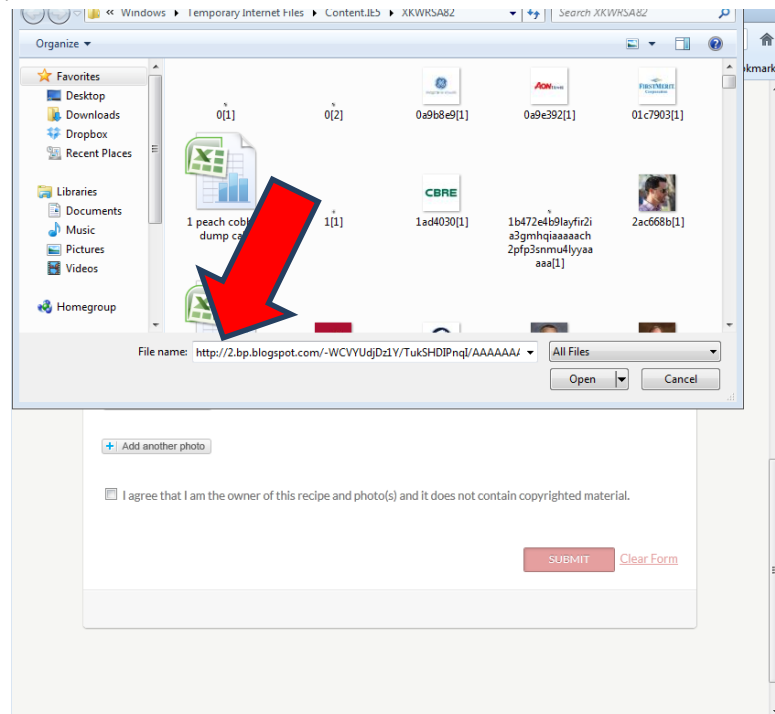 « Windows ▸ Temporary Internet Files ▸ Content.IE5 ▸ XKWRSA82
Search XKWRSA82
Organize
okmark
Favorites
Desktop
Downloads
Dropbox
Recent Places
Libraries
Documents
Music
Pictures
Videos
Homegroup
0[1]
0[2]
0a9b8e9[1]
AON
0a9e392[1]
FIRSTMERIT
01c7903[1]
1 peach cobb
dump ca
1[1]
CBRE
1ad4030[1]
1b472e4b9layfir2i
a3gmhqiaaaaach
2pfp3snmu4lyyaa
aaa[1]
2ac668b[1]
File name: http://2.bp.blogspot.com/-WCVYUdjDz1Y/TukSHDIPnqI/AAAAAAA
All Files
Open
Cancel
+ Add another photo
I agree that I am the owner of this recipe and photo(s) and it does not contain copyrighted material.
SUBMIT
Clear Form